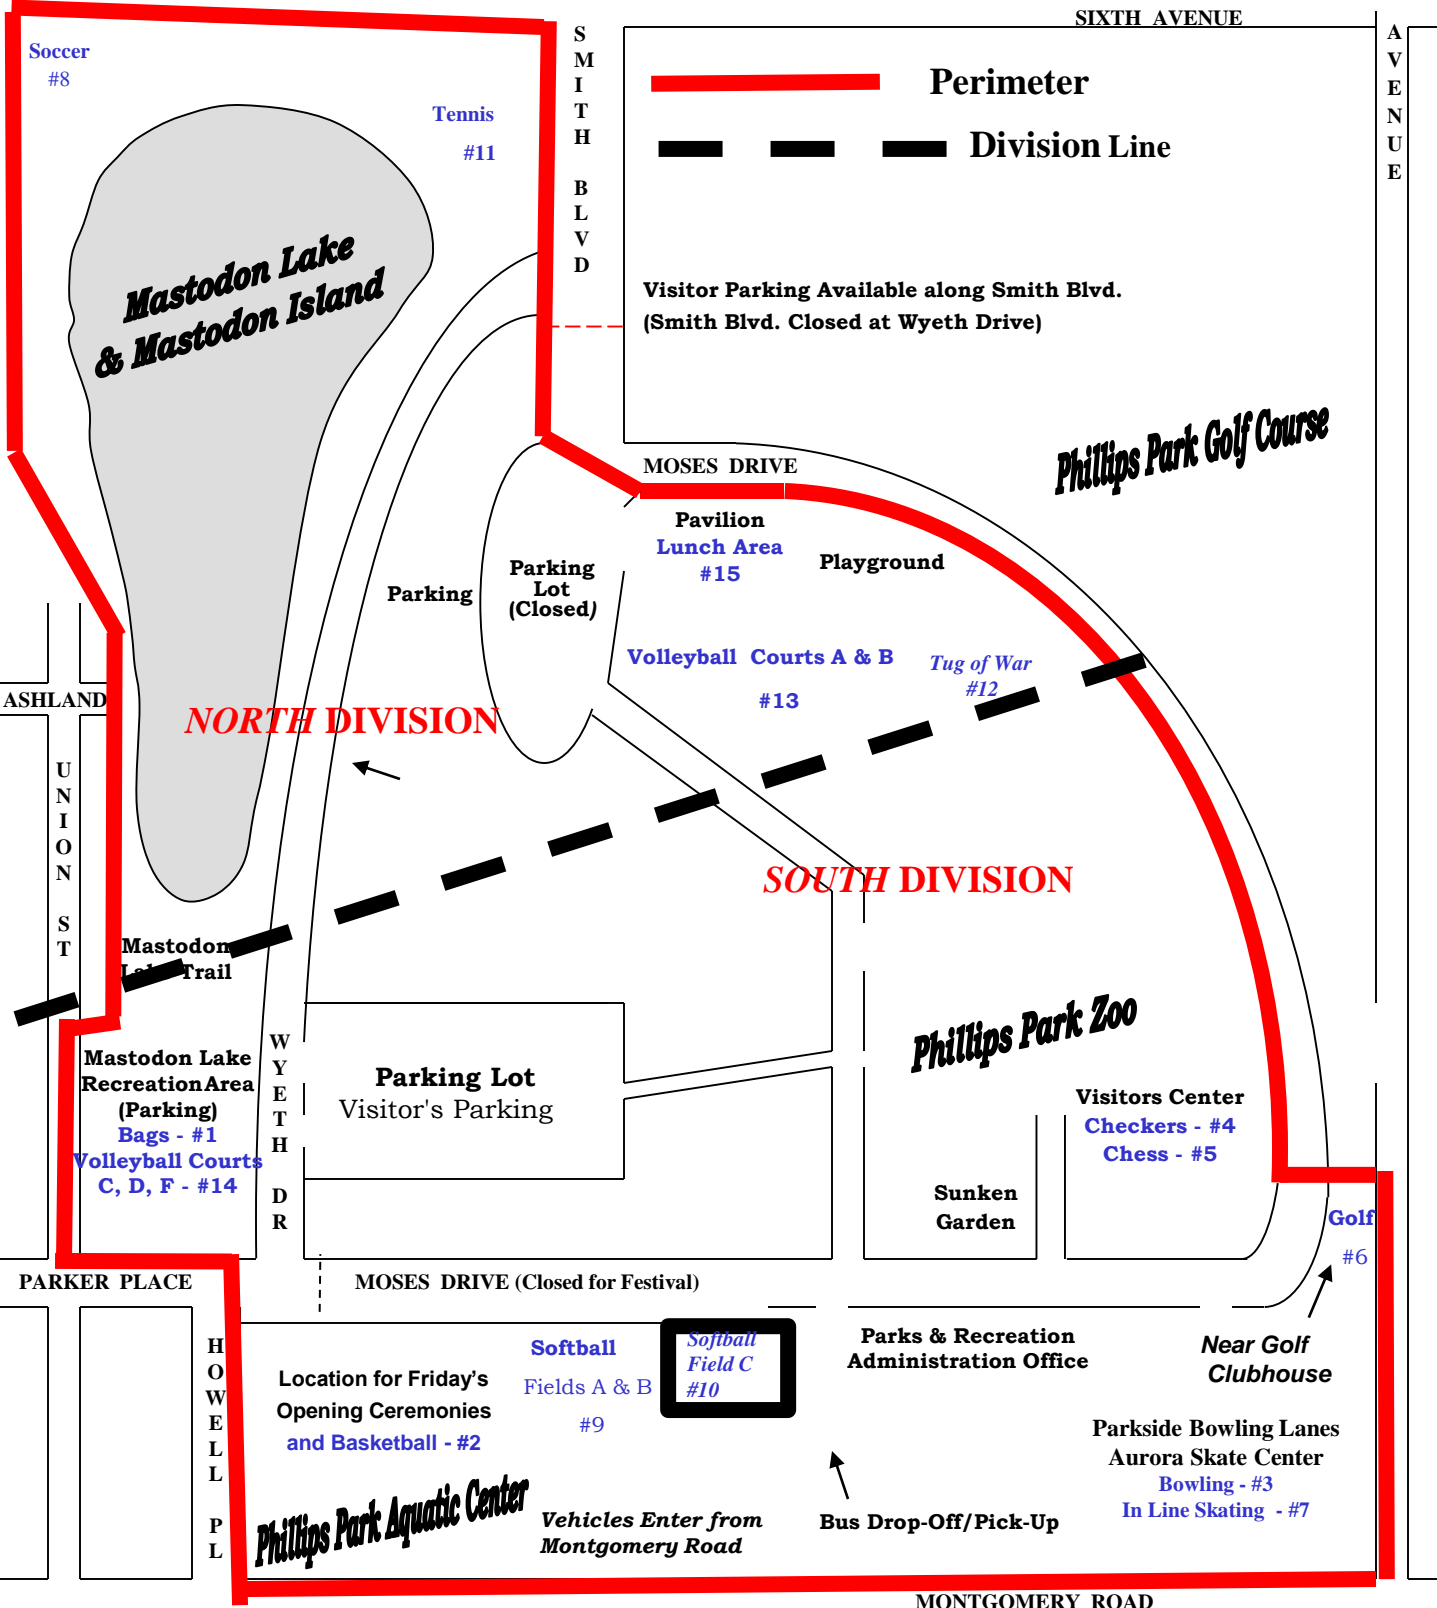 SIXTH AVENUE
AVENUE
SMITH BLVD
Soccer
#8
Tennis
#11
Perimeter
Division Line
Mastodon Lake
& Mastodon Island
Visitor Parking Available along Smith Blvd.
(Smith Blvd. Closed at Wyeth Drive)
Phillips Park Golf Course
MOSES DRIVE
Pavilion
Lunch Area
#15
Playground
Parking
Parking
Lot
(Closed)
Volleyball Courts A & B
#13
Tug of War
#12
ASHLAND
NORTH DIVISION
UNION ST
SOUTH DIVISION
Mastodon
Lake Trail
Phillips Park Zoo
WYETH DR
Mastodon Lake
Recreation Area
(Parking)
Bags - #1
Volleyball Courts
C, D, F - #14
Parking Lot
Visitor's Parking
Visitors Center
Checkers - #4
Chess - #5
Sunken
Garden
Golf
#6
PARKER PLACE
MOSES DRIVE (Closed for Festival)
HOWELL PL
Location for Friday's
Opening Ceremonies
and Basketball - #2
Softball
Fields A & B
#9
Softball
Field C
#10
Parks & Recreation
Administration Office
Near Golf
Clubhouse
Parkside Bowling Lanes
Aurora Skate Center
Bowling - #3
In Line Skating - #7
Phillips Park Aquatic Center
Vehicles Enter from
Montgomery Road
Bus Drop-Off/Pick-Up
MONTGOMERY ROAD